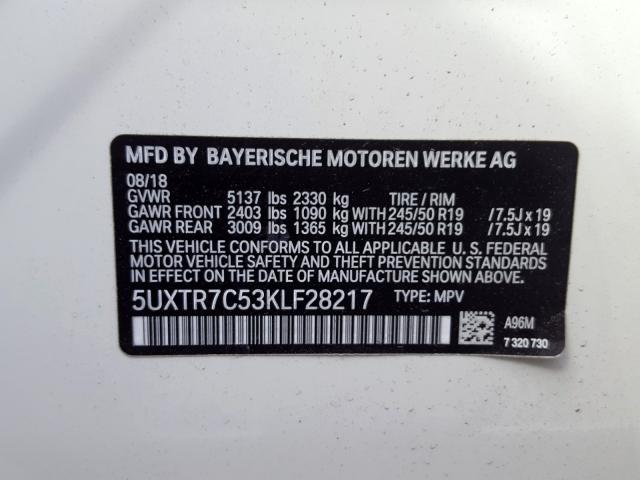 MFD BY BAYERISCHE MOTOREN WERKE AG
08/18
GVWR 5137 lbs 2330 kg TIRE / RIM
GAWR FRONT 2403 lbs 1090 kg WITH 245/50 R19 /7.5J x 19
GAWR REAR 3009 lbs 1365 kg WITH 245/50 R19 /7.5J x 19
THIS VEHICLE CONFORMS TO ALL APPLICABLE U. S. FEDERAL
MOTOR VEHICLE SAFETY, BUMPER, AND THEFT PREVENTION STANDARDS
IN EFFECT ON THE DATE OF MANUFACTURE SHOWN ABOVE.
5UXTR7C53KLF28217 TYPE: MPV
A96M
7 320 730